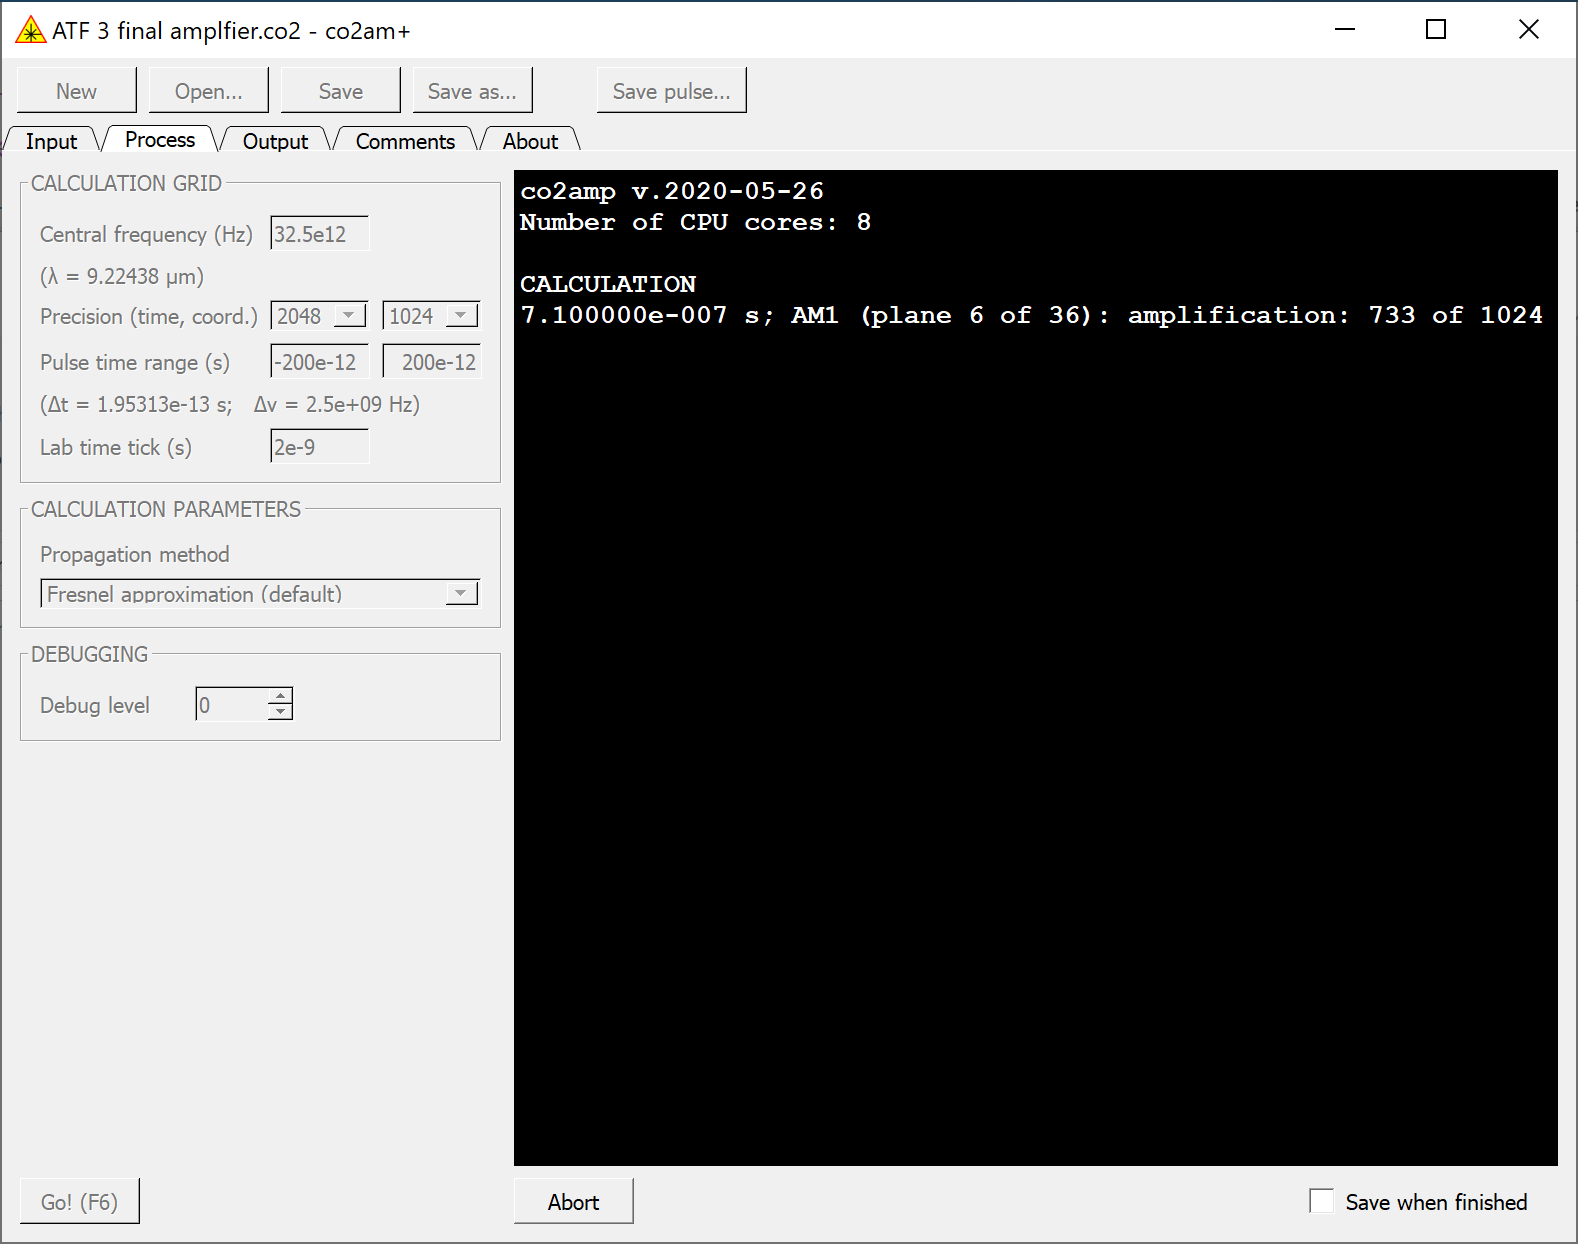 ATF 3 final amplfier.co2 - co2am+
New Open... Save Save as... Save pulse...
Input Process Output Comments About
CALCULATION GRID
Central frequency (Hz) 32.5e12
(λ = 9.22438 μm)
Precision (time, coord.) 2048 1024
Pulse time range (s) -200e-12 200e-12
(Δt = 1.95313e-13 s; Δv = 2.5e+09 Hz)
Lab time tick (s) 2e-9
CALCULATION PARAMETERS
Propagation method
Fresnel approximation (default)
DEBUGGING
Debug level 0
co2amp v.2020-05-26
Number of CPU cores: 8
CALCULATION
7.100000e-007 s; AM1 (plane 6 of 36): amplification: 733 of 1024
Go! (F6) Abort Save when finished